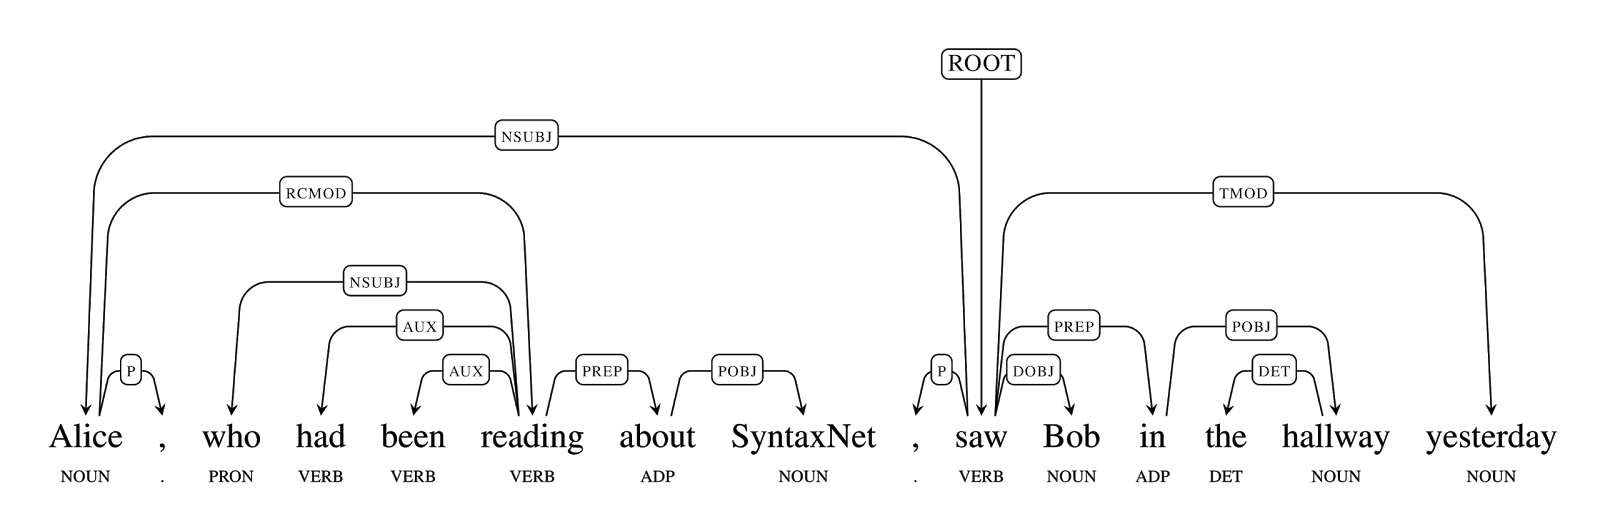 ROOT
NSUBJ
RCMOD TMOD
NSUBJ
AUX PREP POBJ
P AUX PREP POBJ P DOBJ DET
Alice , who had been reading about SyntaxNet , saw Bob in the hallway yesterday
NOUN . PRON VERB VERB VERB ADP NOUN . VERB NOUN ADP DET NOUN NOUN